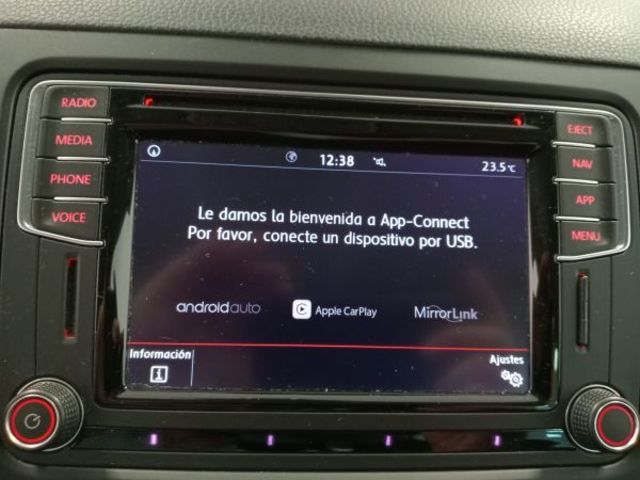 RADIO
MEDIA
PHONE
VOICE
EJECT
NAV
APP
MENU
12:38
23.5°C
Le damos la bienvenida a App-Connect
Por favor, conecte un dispositivo por USB.
androidauto
Apple CarPlay
MirrorLink
Información
Ajustes